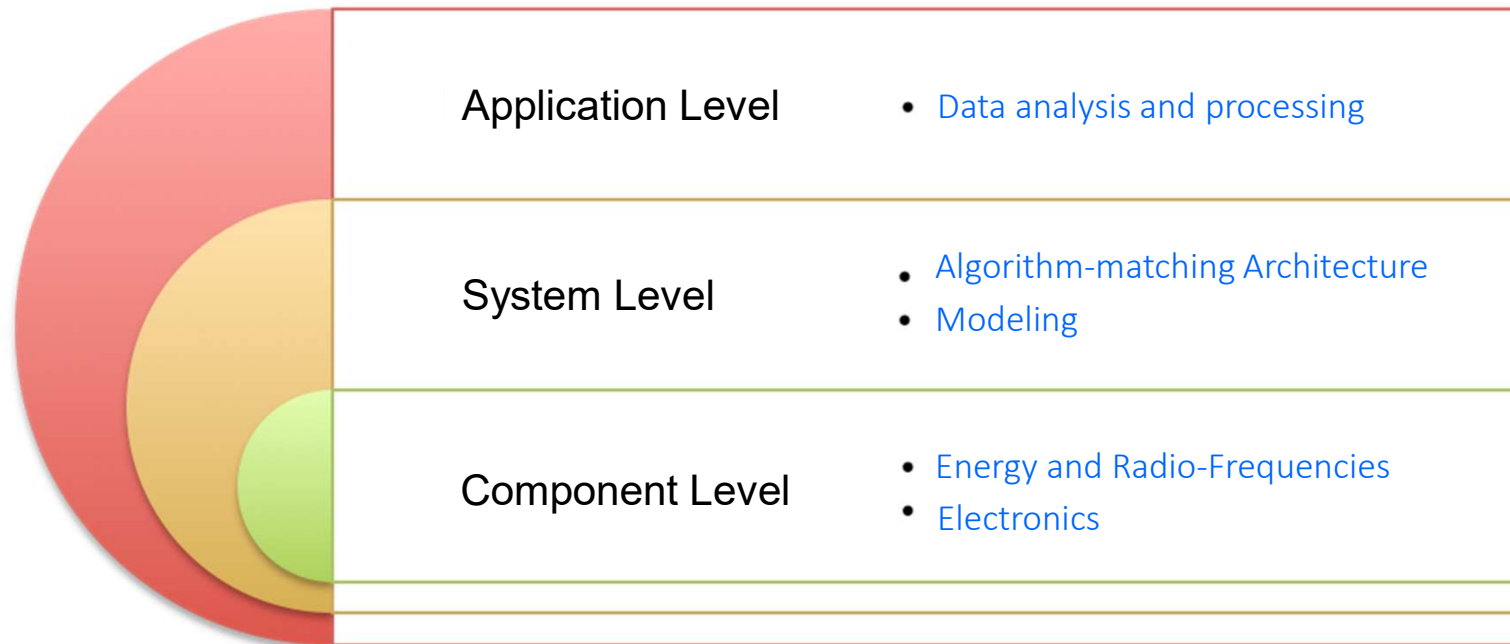 Application Level
• Data analysis and processing
System Level
• Algorithm-matching Architecture
• Modeling
Component Level
• Energy and Radio-Frequencies
• Electronics